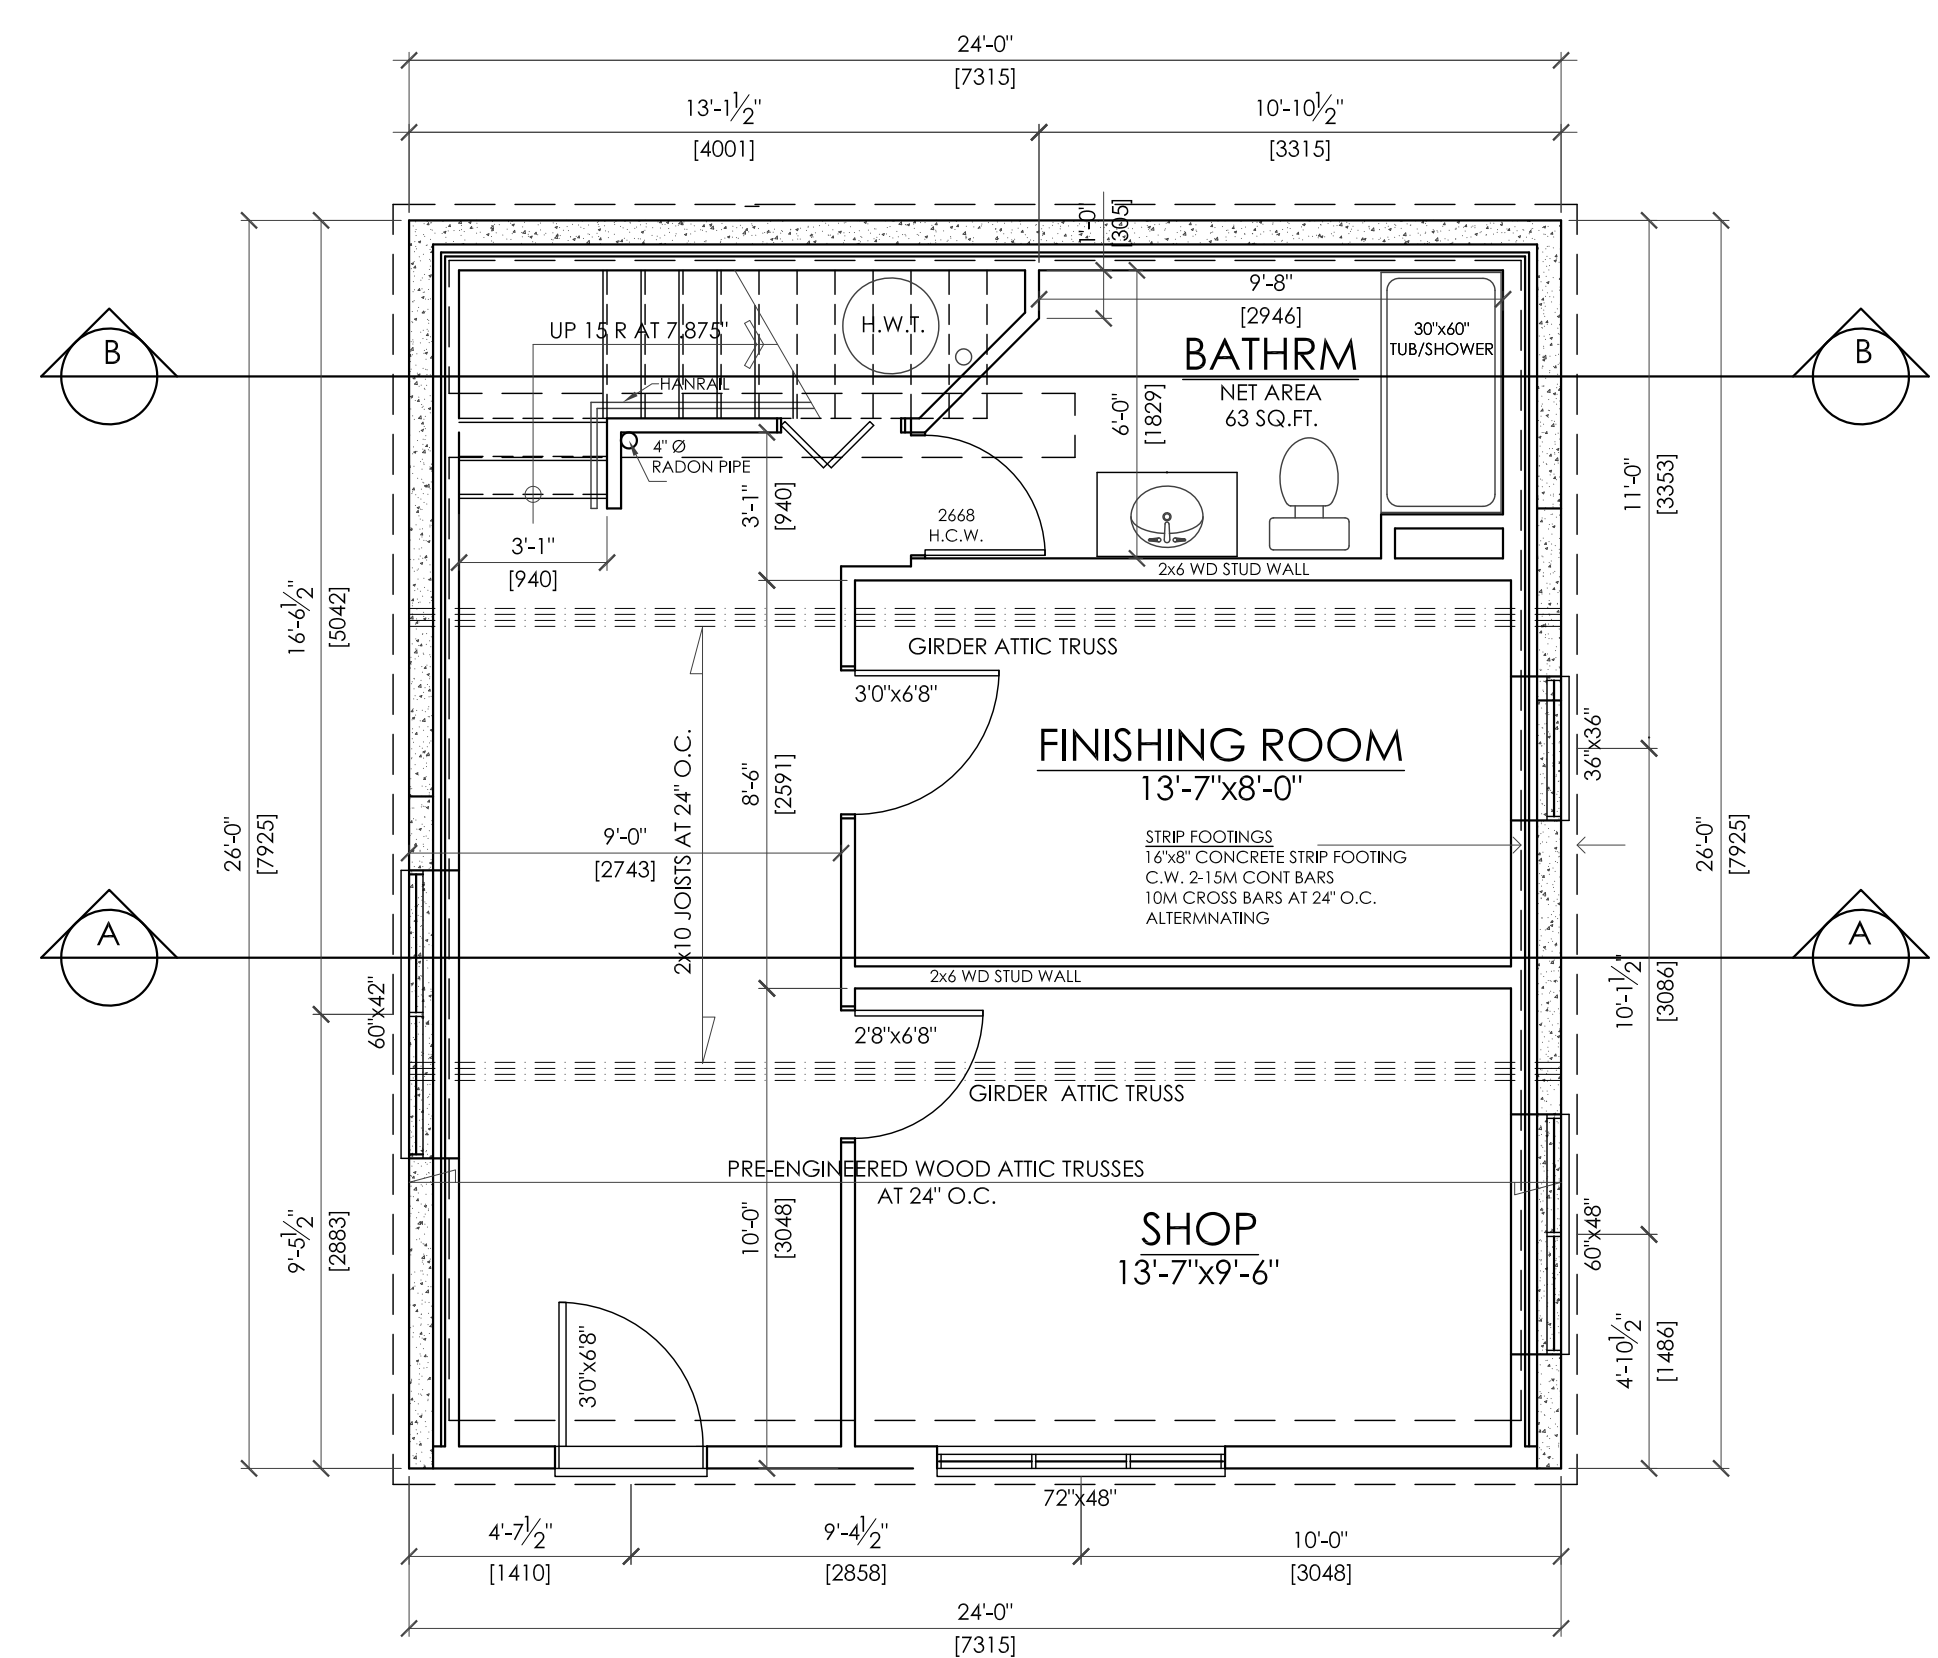 24'-0"
[7315]
13'-1½"
[4001]
10'-10½"
[3315]
1'-0"
[305]
9'-8"
[2946]
H.W.T.
UP 15 R AT 7.875"
30"x60"
TUB/SHOWER
B
B
BATHRM
NET AREA
63 SQ.FT.
HANRAIL
6'-0"
[1829]
4" Ø
RADON PIPE
3'-1"
[940]
11'-0"
[3353]
2668
H.C.W.
3'-1"
[940]
2x6 WD STUD WALL
16'-6½"
[5042]
GIRDER ATTIC TRUSS
3'0"x6'8"
FINISHING ROOM
13'-7"x8'-0"
36"x36"
8'-6"
[2591]
2x10 JOISTS AT 24" O.C.
9'-0"
[2743]
26'-0"
[7925]
26'-0"
[7925]
STRIP FOOTINGS
16"x8" CONCRETE STRIP FOOTING
C.W. 2-15M CONT BARS
10M CROSS BARS AT 24" O.C.
ALTERMNATING
A
A
2x6 WD STUD WALL
60"x42"
10'-1½"
[3086]
2'8"x6'8"
GIRDER ATTIC TRUSS
PRE-ENGINEERED WOOD ATTIC TRUSSES
AT 24" O.C.
10'-0"
[3048]
SHOP
13'-7"x9'-6"
60"x48"
9'-5½"
[2883]
3'0"x6'8"
4'-10½"
[1486]
72"x48"
4'-7½"
[1410]
9'-4½"
[2858]
10'-0"
[3048]
24'-0"
[7315]